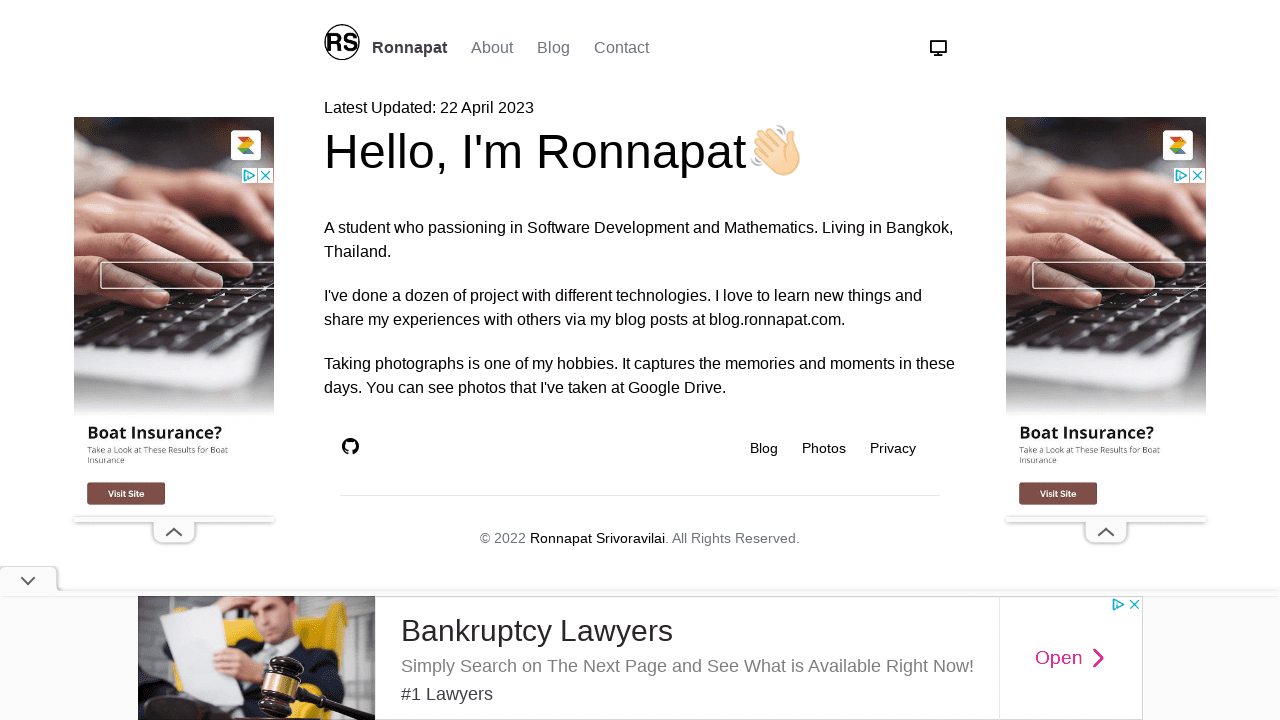 RS Ronnapat About Blog Contact
Latest Updated: 22 April 2023
Hello, I'm Ronnapat
A student who passioning in Software Development and Mathematics. Living in Bangkok,
Thailand.
I've done a dozen of project with different technologies. I love to learn new things and
share my experiences with others via my blog posts at blog.ronnapat.com.
Taking photographs is one of my hobbies. It captures the memories and moments in these
days. You can see photos that I've taken at Google Drive.
Boat Insurance?
Take a Look at These Results for Boat
Insurance
Visit Site
Boat Insurance?
Take a Look at These Results for Boat
Insurance
Visit Site
Blog Photos Privacy
© 2022 Ronnapat Srivoravilai. All Rights Reserved.
Bankruptcy Lawyers
Simply Search on The Next Page and See What is Available Right Now!
#1 Lawyers
Open